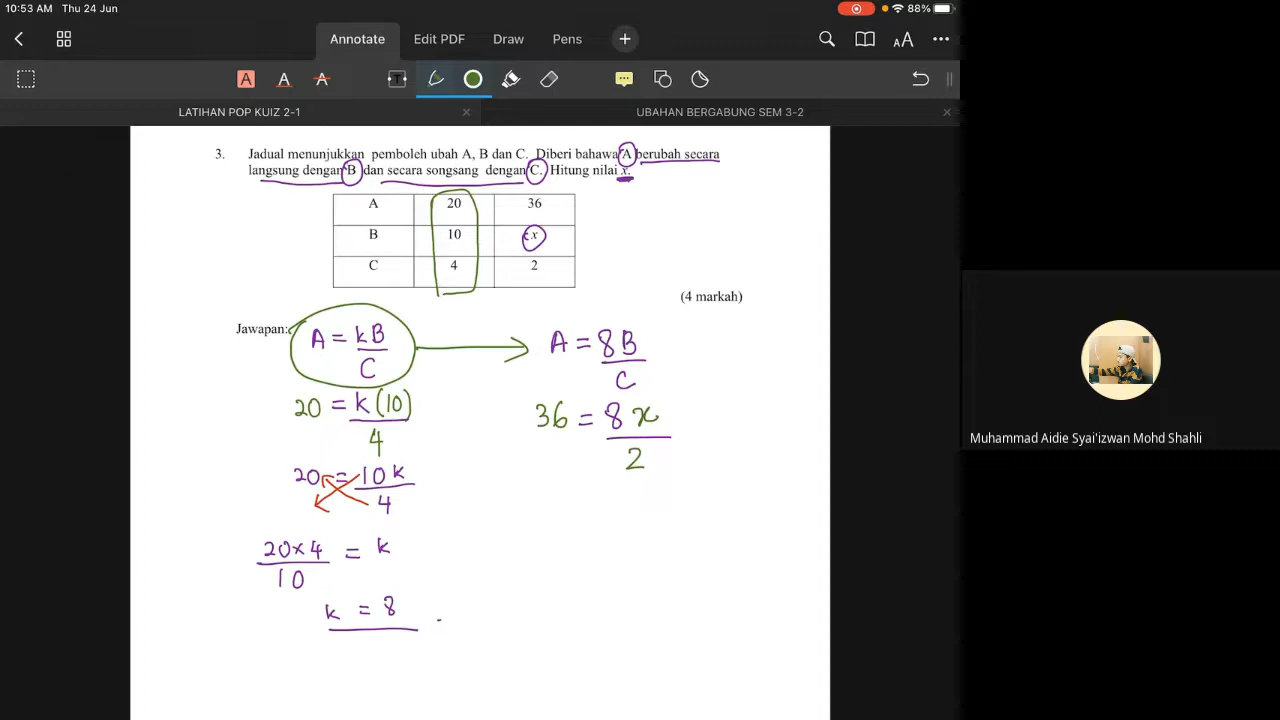 10:53 AM Thu 24 Jun 88%
Annotate Edit PDF Draw Pens AA
A A A T
LATIHAN POP KUIZ 2-1 UBAHAN BERGABUNG SEM 3-2
3. Jadual menunjukkan pemboleh ubah A, B dan C. Diberi bahawa A berubah secara
langsung dengan B dan secara songsang dengan C. Hitung nilai x.
A 20 36
B 10 x
C 4 2
(4 markah)
Jawapan:
A = kB/C
A = 8B/C
20 = k(10)/4
36 = 8x/2
20 = 10k/4
20×4/10 = k
k = 8
Muhammad Aidie Syai'izwan Mohd Shahli